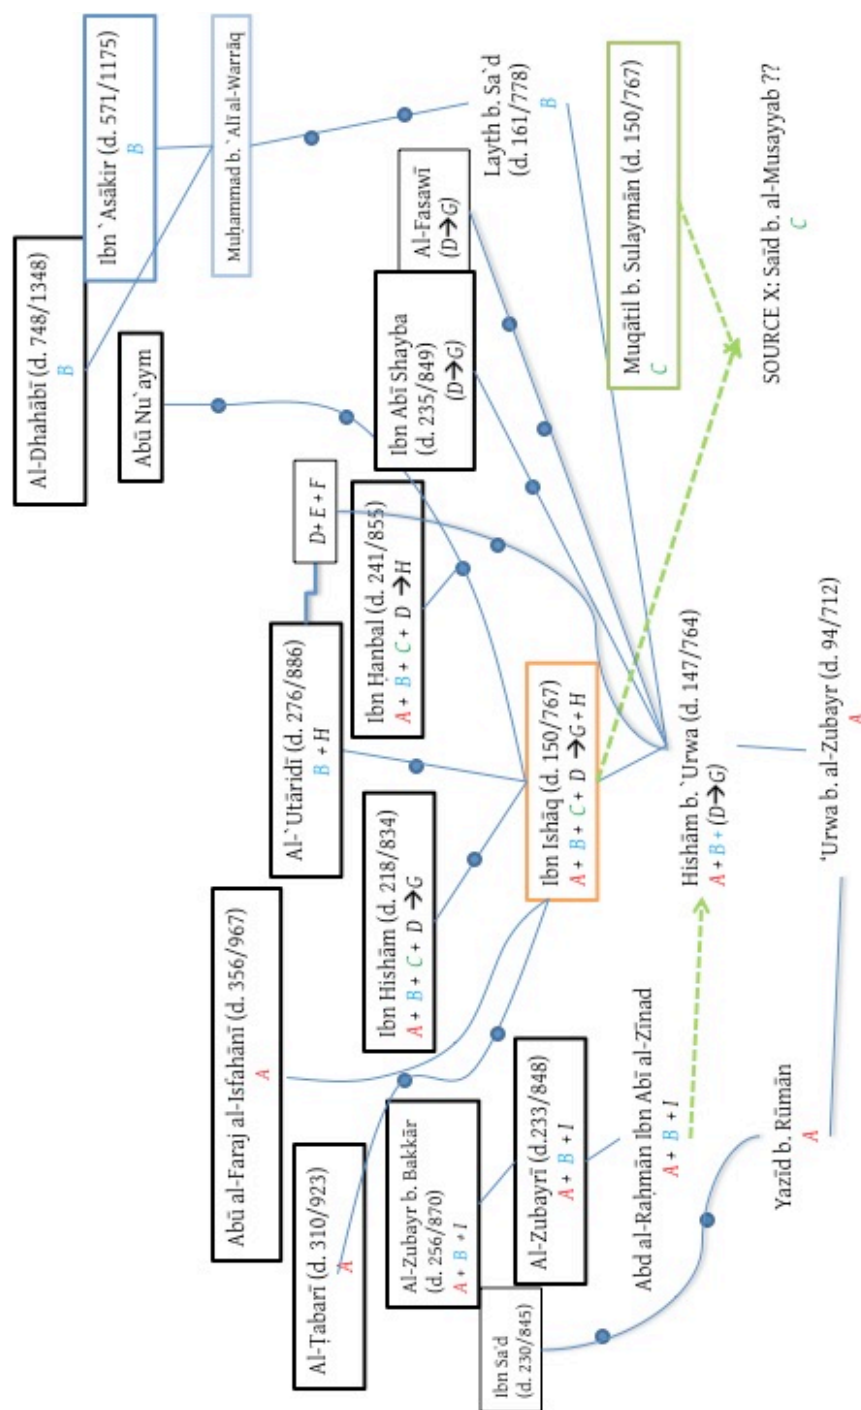 Al-Dhahābī (d. 748/1348)
B
Ibn `Asākir (d. 571/1175)
B
Abū Nu`aym
Muḥammad b. `Alī al-Warrāq
Abū al-Faraj al-Isfahānī (d. 356/967)
A
Al-`Utāridī (d. 276/886)
B + H
D+ E + F
Al-Ṭabarī (d. 310/923)
A
Ibn Hishām (d. 218/834)
A + B + C + D →G
Ibn Ḥanbal (d. 241/855)
A + B + C + D →H
Ibn Abī Shayba
(d. 235/849)
(D→G)
Al-Fasawī
(D→G)
Layth b. Sa`d
(d. 161/778)
B
Al-Zubayr b. Bakkār
(d. 256/870)
A + B + I
Ibn Sa'd
(d. 230/845)
Al-Zubayrī (d.233/848)
A + B + I
Ibn Ishāq (d. 150/767)
A + B + C + D →G + H
Muqātil b. Sulaymān (d. 150/767)
C
Abd al-Raḥmān Ibn Abī al-Zīnad
A + B + I
Hishām b. `Urwa (d. 147/764)
A + B + (D→G)
SOURCE X: Saīd b. al-Musayyab ??
C
Yazīd b. Rūmān
A
'Urwa b. al-Zubayr (d. 94/712)
A